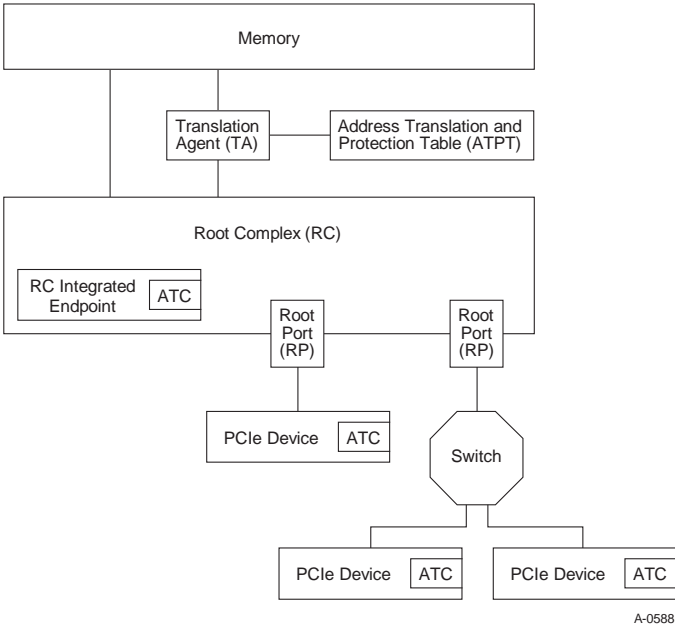 Memory
Translation
Agent (TA)
Address Translation and
Protection Table (ATPT)
Root Complex (RC)
RC Integrated
Endpoint
ATC
Root
Port
(RP)
Root
Port
(RP)
PCIe Device
ATC
Switch
PCIe Device
ATC
PCIe Device
ATC
A-0588